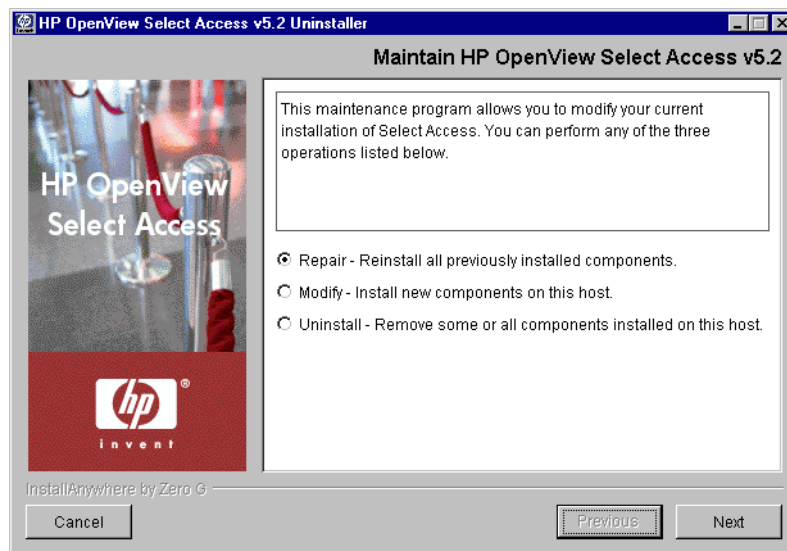 HP OpenView Select Access v5.2 Uninstaller
Maintain HP OpenView Select Access v5.2
HP OpenView
Select Access
hp
®
invent
This maintenance program allows you to modify your current
installation of Select Access. You can perform any of the three
operations listed below.
Repair - Reinstall all previously installed components.
Modify - Install new components on this host.
Uninstall - Remove some or all components installed on this host.
InstallAnywhere by Zero G
Cancel
Previous
Next